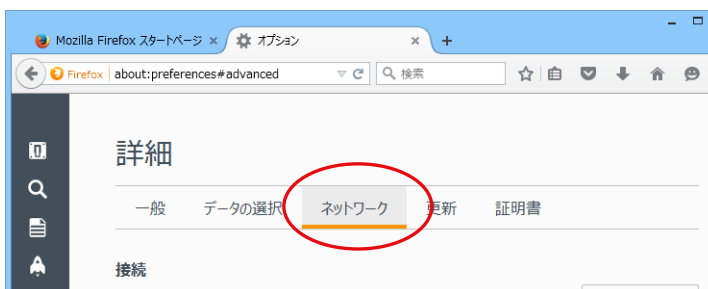 Mozilla Firefox スタートページ オプション
Firefox about:preferences#advanced 検索
詳細
一般 データの選択 ネットワーク 更新 証明書
接続